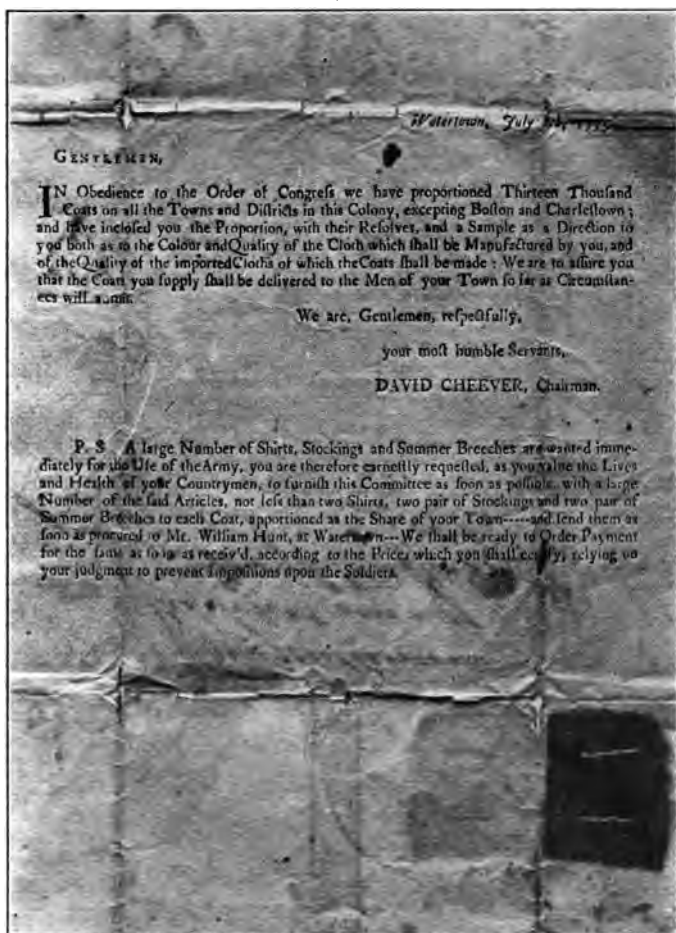 Watertown, July
GENTLEMEN,
IN Obedience to the Order of Congreſs we have proportioned Thirteen Thouſand
Coats on all the Towns and Diſtricts in this Colony, excepting Boſton and Charleſtown;
and have incloſed you the Proportion, with their Reſolves, and a Sample as a Direction to
you both as to the Colour and Quality of the Cloth which ſhall be Manufactured by you, and
of the Quality of the imported Cloths of which the Coats ſhall be made: We are to aſſure you
that the Coats you ſupply ſhall be delivered to the Men of your Town ſo far as Circumſtan-
ces will admit.
We are, Gentlemen, reſpectfully,
your moſt humble Servants,
DAVID CHEEVER, Chairman.
P. S. A large Number of Shirts, Stockings and Summer Breeches are wanted imme-
diately for the Uſe of the Army, you are therefore earneſtly requeſted, as you value the Lives
and Health of your Countrymen, to furniſh this Committee as ſoon as poſſible, with a large
Number of the ſaid Articles, not leſs than two Shirts, two pair of Stockings and two pair of
Summer Breeches to each Coat, apportioned as the Share of your Town-----and ſend them as
ſoon as procured to Mr. William Hunt, at Watertown---We ſhall be ready to Order Payment
for the ſame as ſoon as receiv'd, according to the Prices which you ſhall certify, relying on
your judgment to prevent Impoſitions upon the Soldiers.